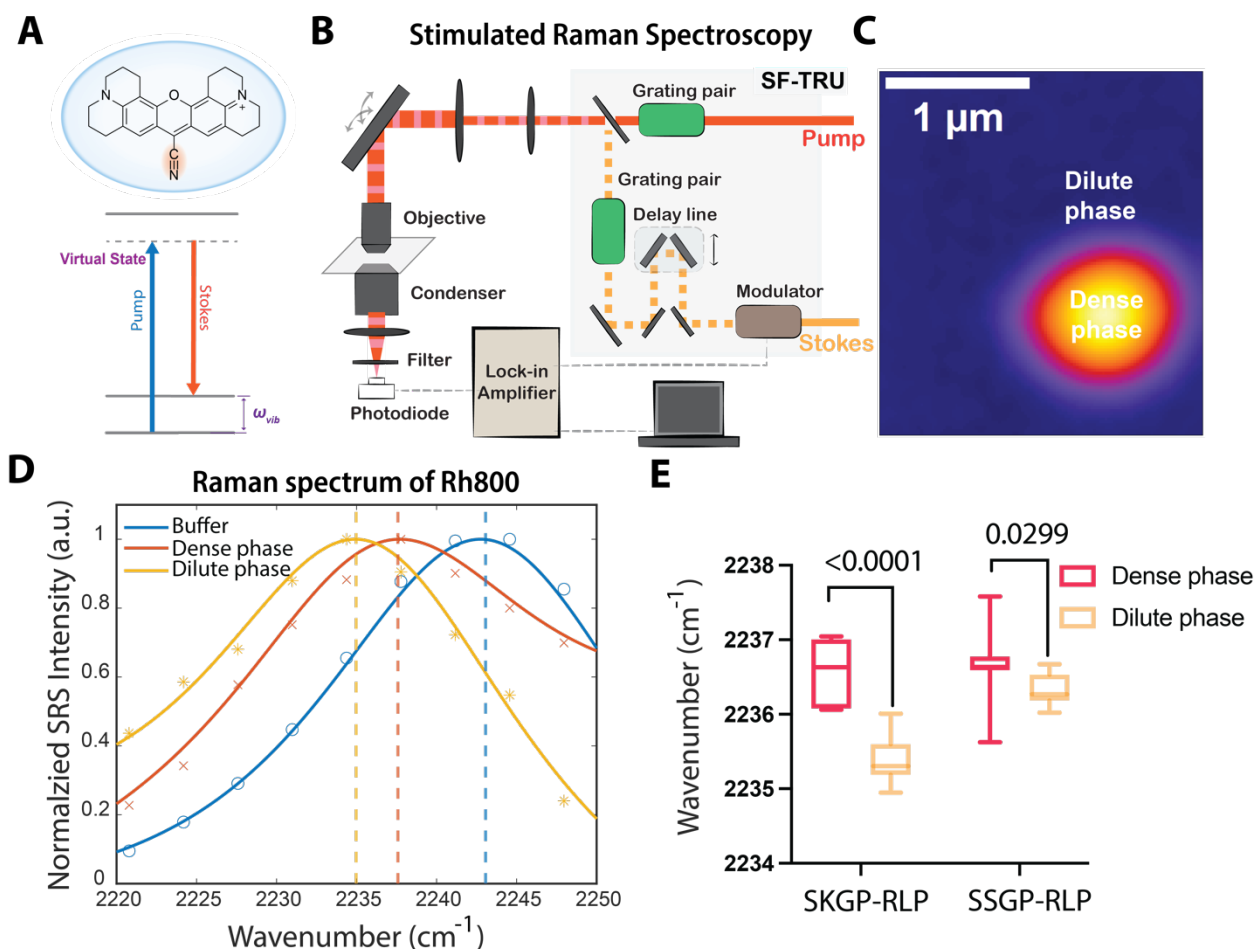 A
N
O
N
+
C
N
Virtual State
Pump
Stokes
ω_vib
B
Stimulated Raman Spectroscopy
SF-TRU
Grating pair
Pump
Grating pair
Delay line
Objective
Condenser
Modulator
Stokes
Filter
Lock-in
Amplifier
Photodiode
C
1 µm
Dilute
phase
Dense
phase
D
Raman spectrum of Rh800
Buffer
Dense phase
Dilute phase
Normalzied SRS Intensity (a.u.)
1
0.8
0.6
0.4
0.2
0
2220 2225 2230 2235 2240 2245 2250
Wavenumber (cm⁻¹)
E
<0.0001
0.0299
Dense phase
Dilute phase
Wavenumber (cm⁻¹)
2238
2237
2236
2235
2234
SKGP-RLP SSGP-RLP